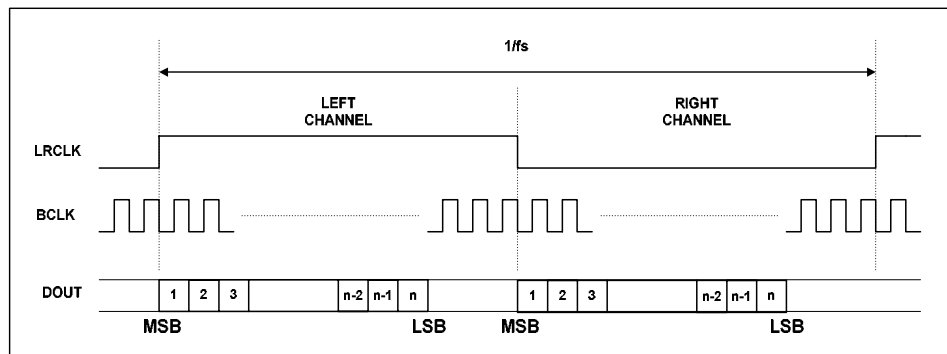 1/fs
LEFT
CHANNEL
RIGHT
CHANNEL
LRCLK
BCLK
DOUT
1 2 3 n-2 n-1 n 1 2 3 n-2 n-1 n
MSB LSB MSB LSB